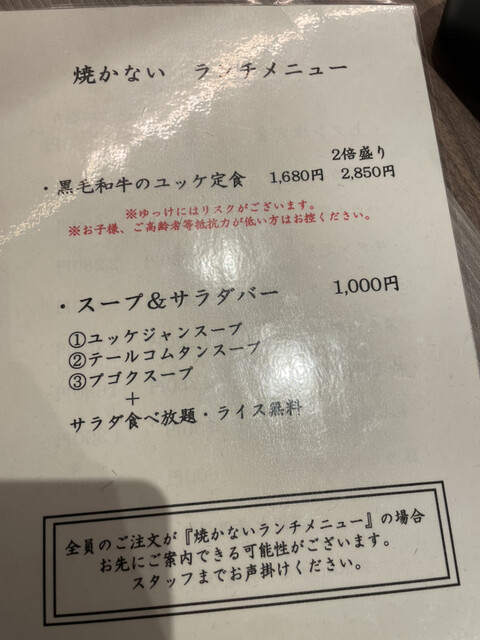 焼かない ランチメニュー
2倍盛り
・黒毛和牛のユッケ定食 1,680円 2,850円
※ゆっけにはリスクがございます。
※お子様、ご高齢者等抵抗力が低い方はお控ください。
・スープ&サラダバー 1,000円
①ユッケジャンスープ
②テールコムタンスープ
③プゴクスープ
+
サラダ食べ放題・ライス無料
全員のご注文が『焼かないランチメニュー』の場合
お先にご案内できる可能性がございます。
スタッフまでお声掛けください。